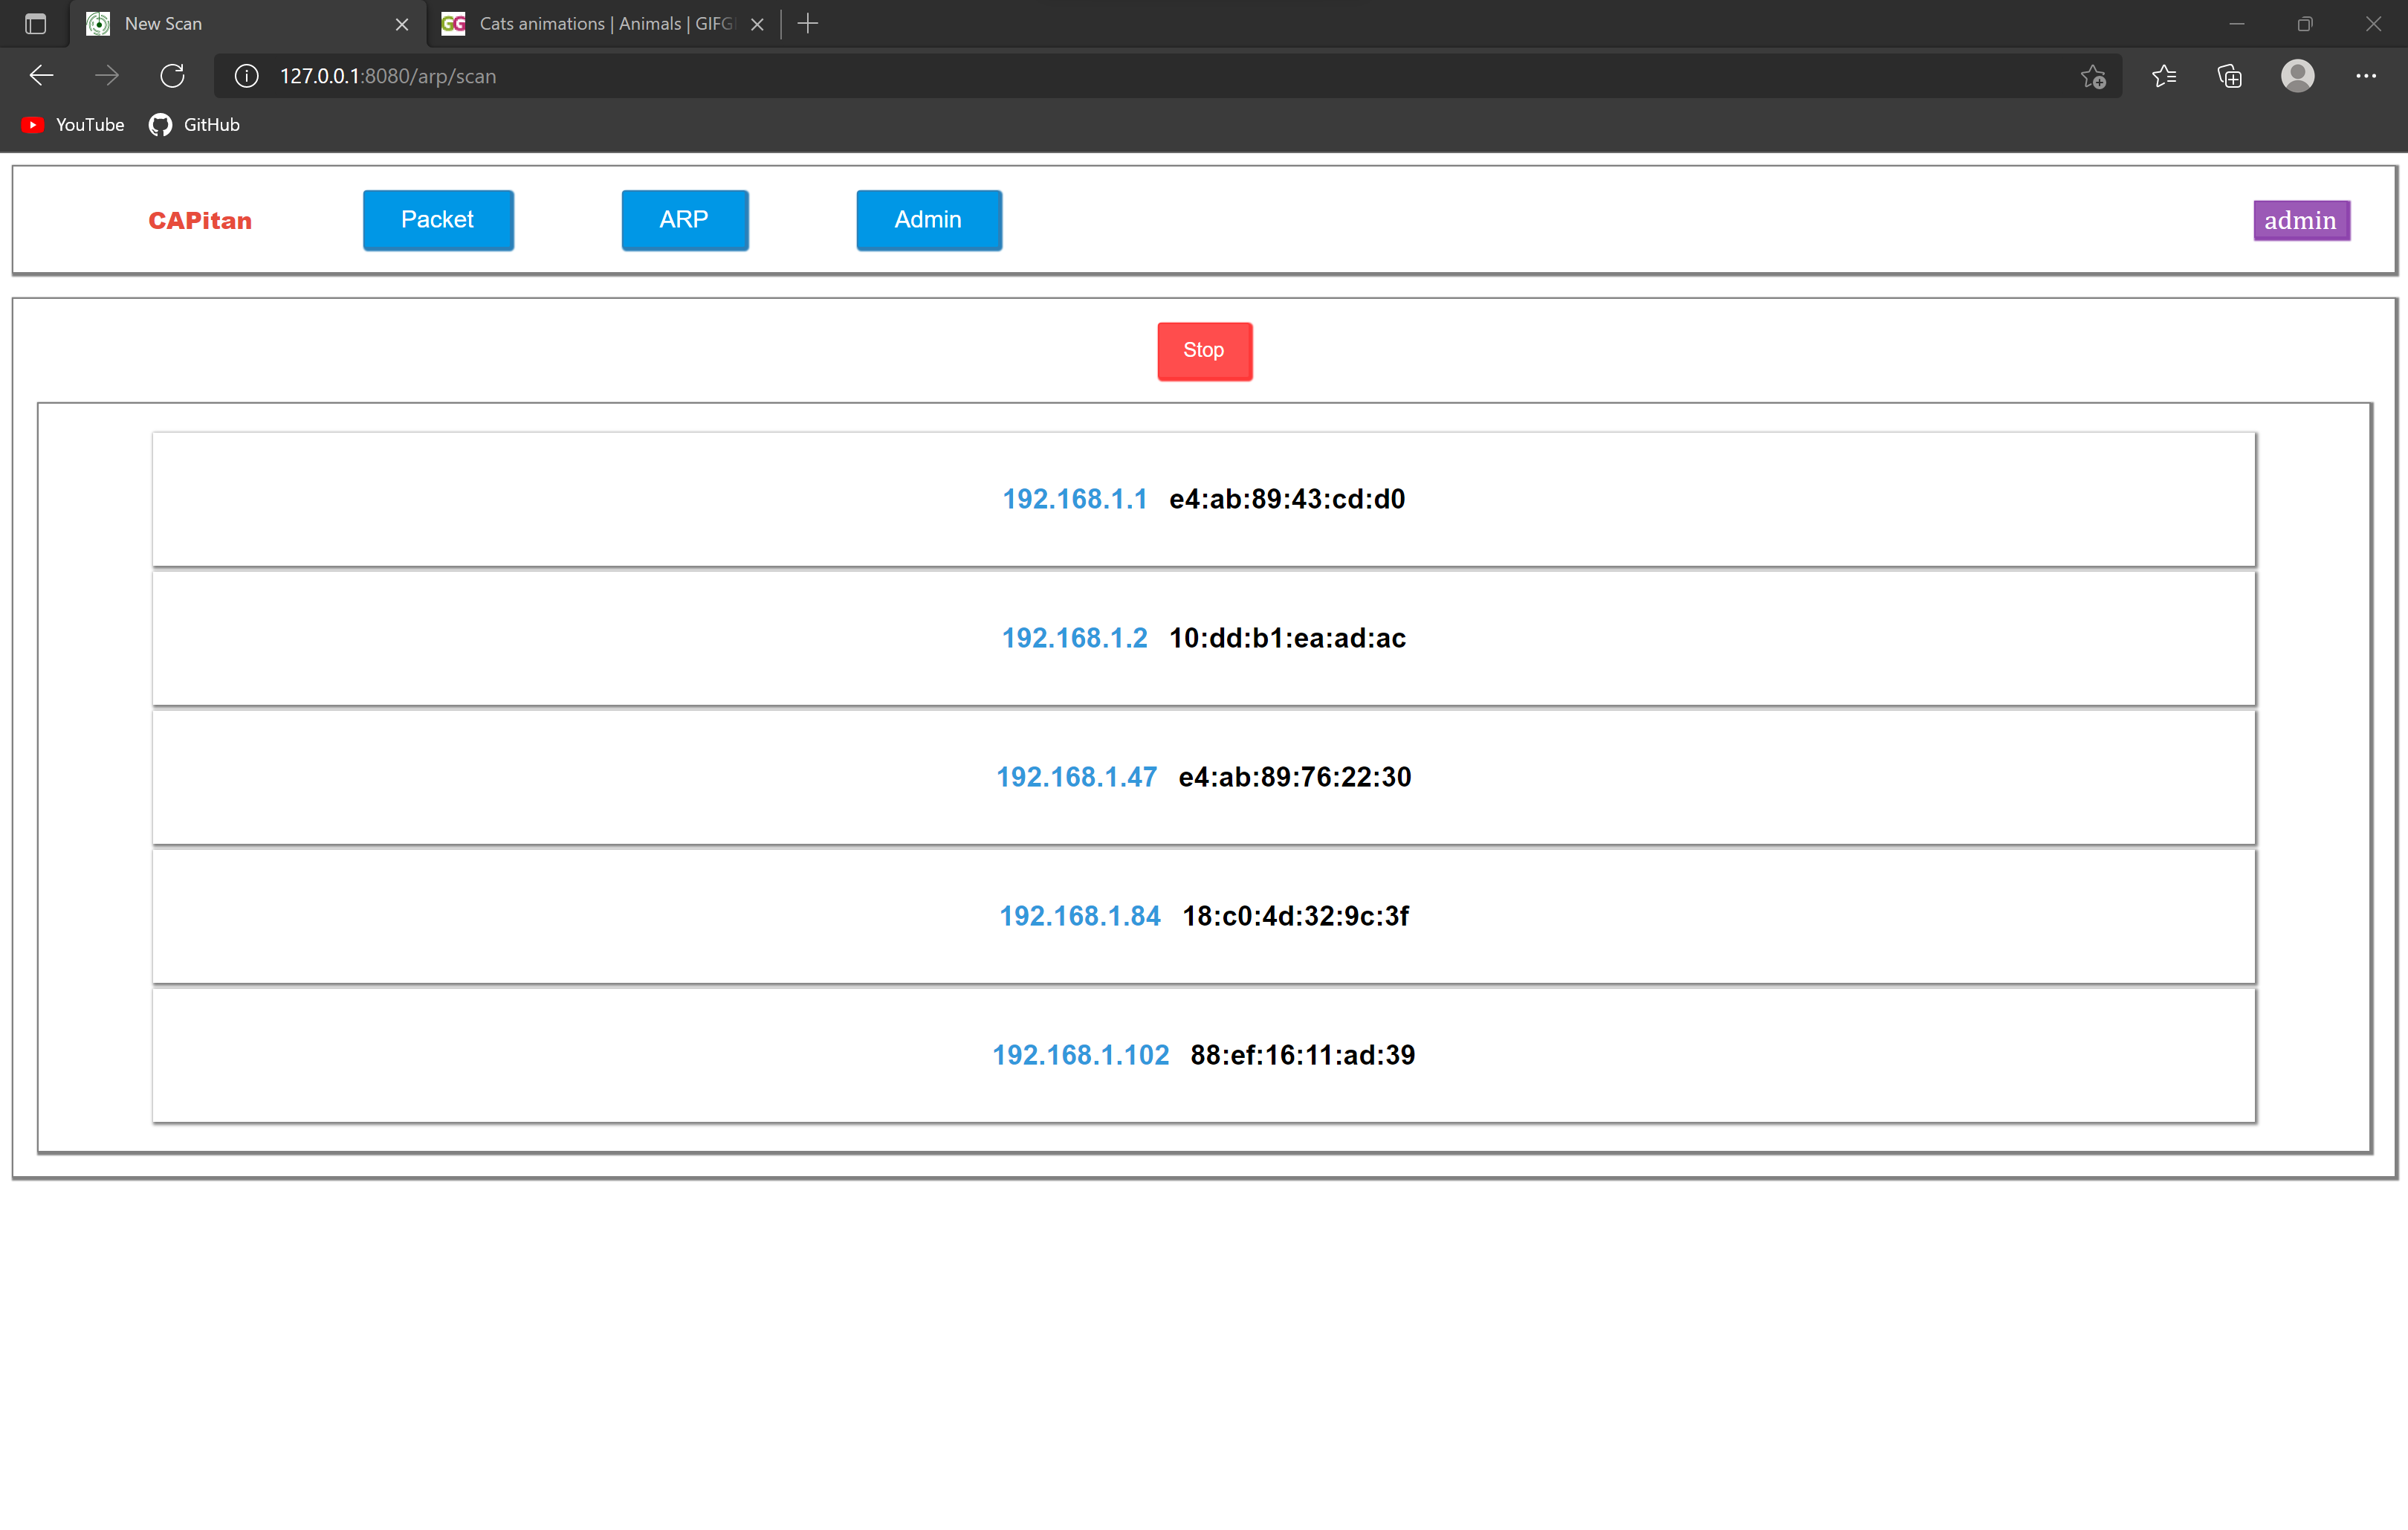 New Scan
GG Cats animations | Animals | GIFG
127.0.0.1:8080/arp/scan
YouTube GitHub
CAPitan Packet ARP Admin admin
Stop
192.168.1.1 e4:ab:89:43:cd:d0
192.168.1.2 10:dd:b1:ea:ad:ac
192.168.1.47 e4:ab:89:76:22:30
192.168.1.84 18:c0:4d:32:9c:3f
192.168.1.102 88:ef:16:11:ad:39